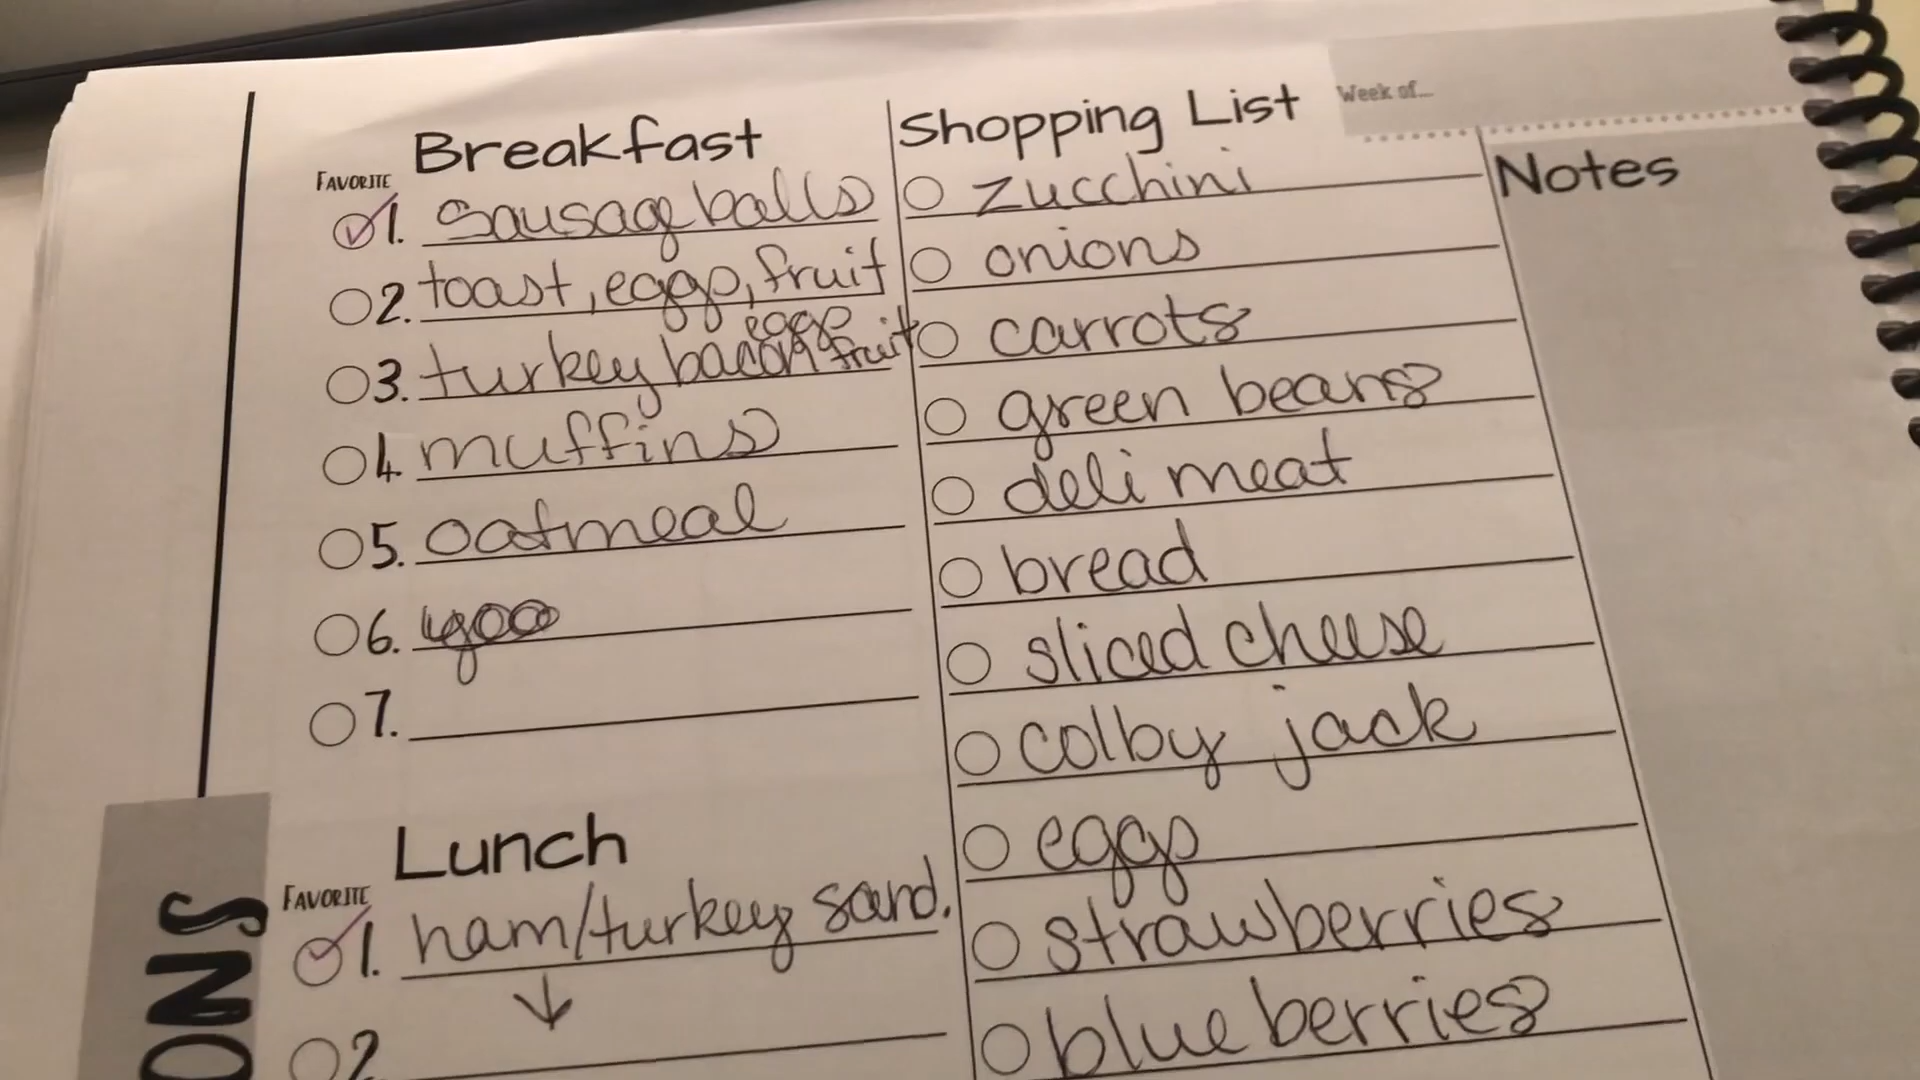 Week of...
Breakfast
FAVORITE
1. sausage balls
2. toast, eggs, fruit
3. turkey bacon eggs fruit
4. muffins
5. oatmeal
6.
7.
Lunch
FAVORITE
1. ham/turkey sand.
2.
Shopping List
zucchini
onions
carrots
green beans
deli meat
bread
sliced cheese
colby jack
eggs
strawberries
blueberries
Notes
ONS